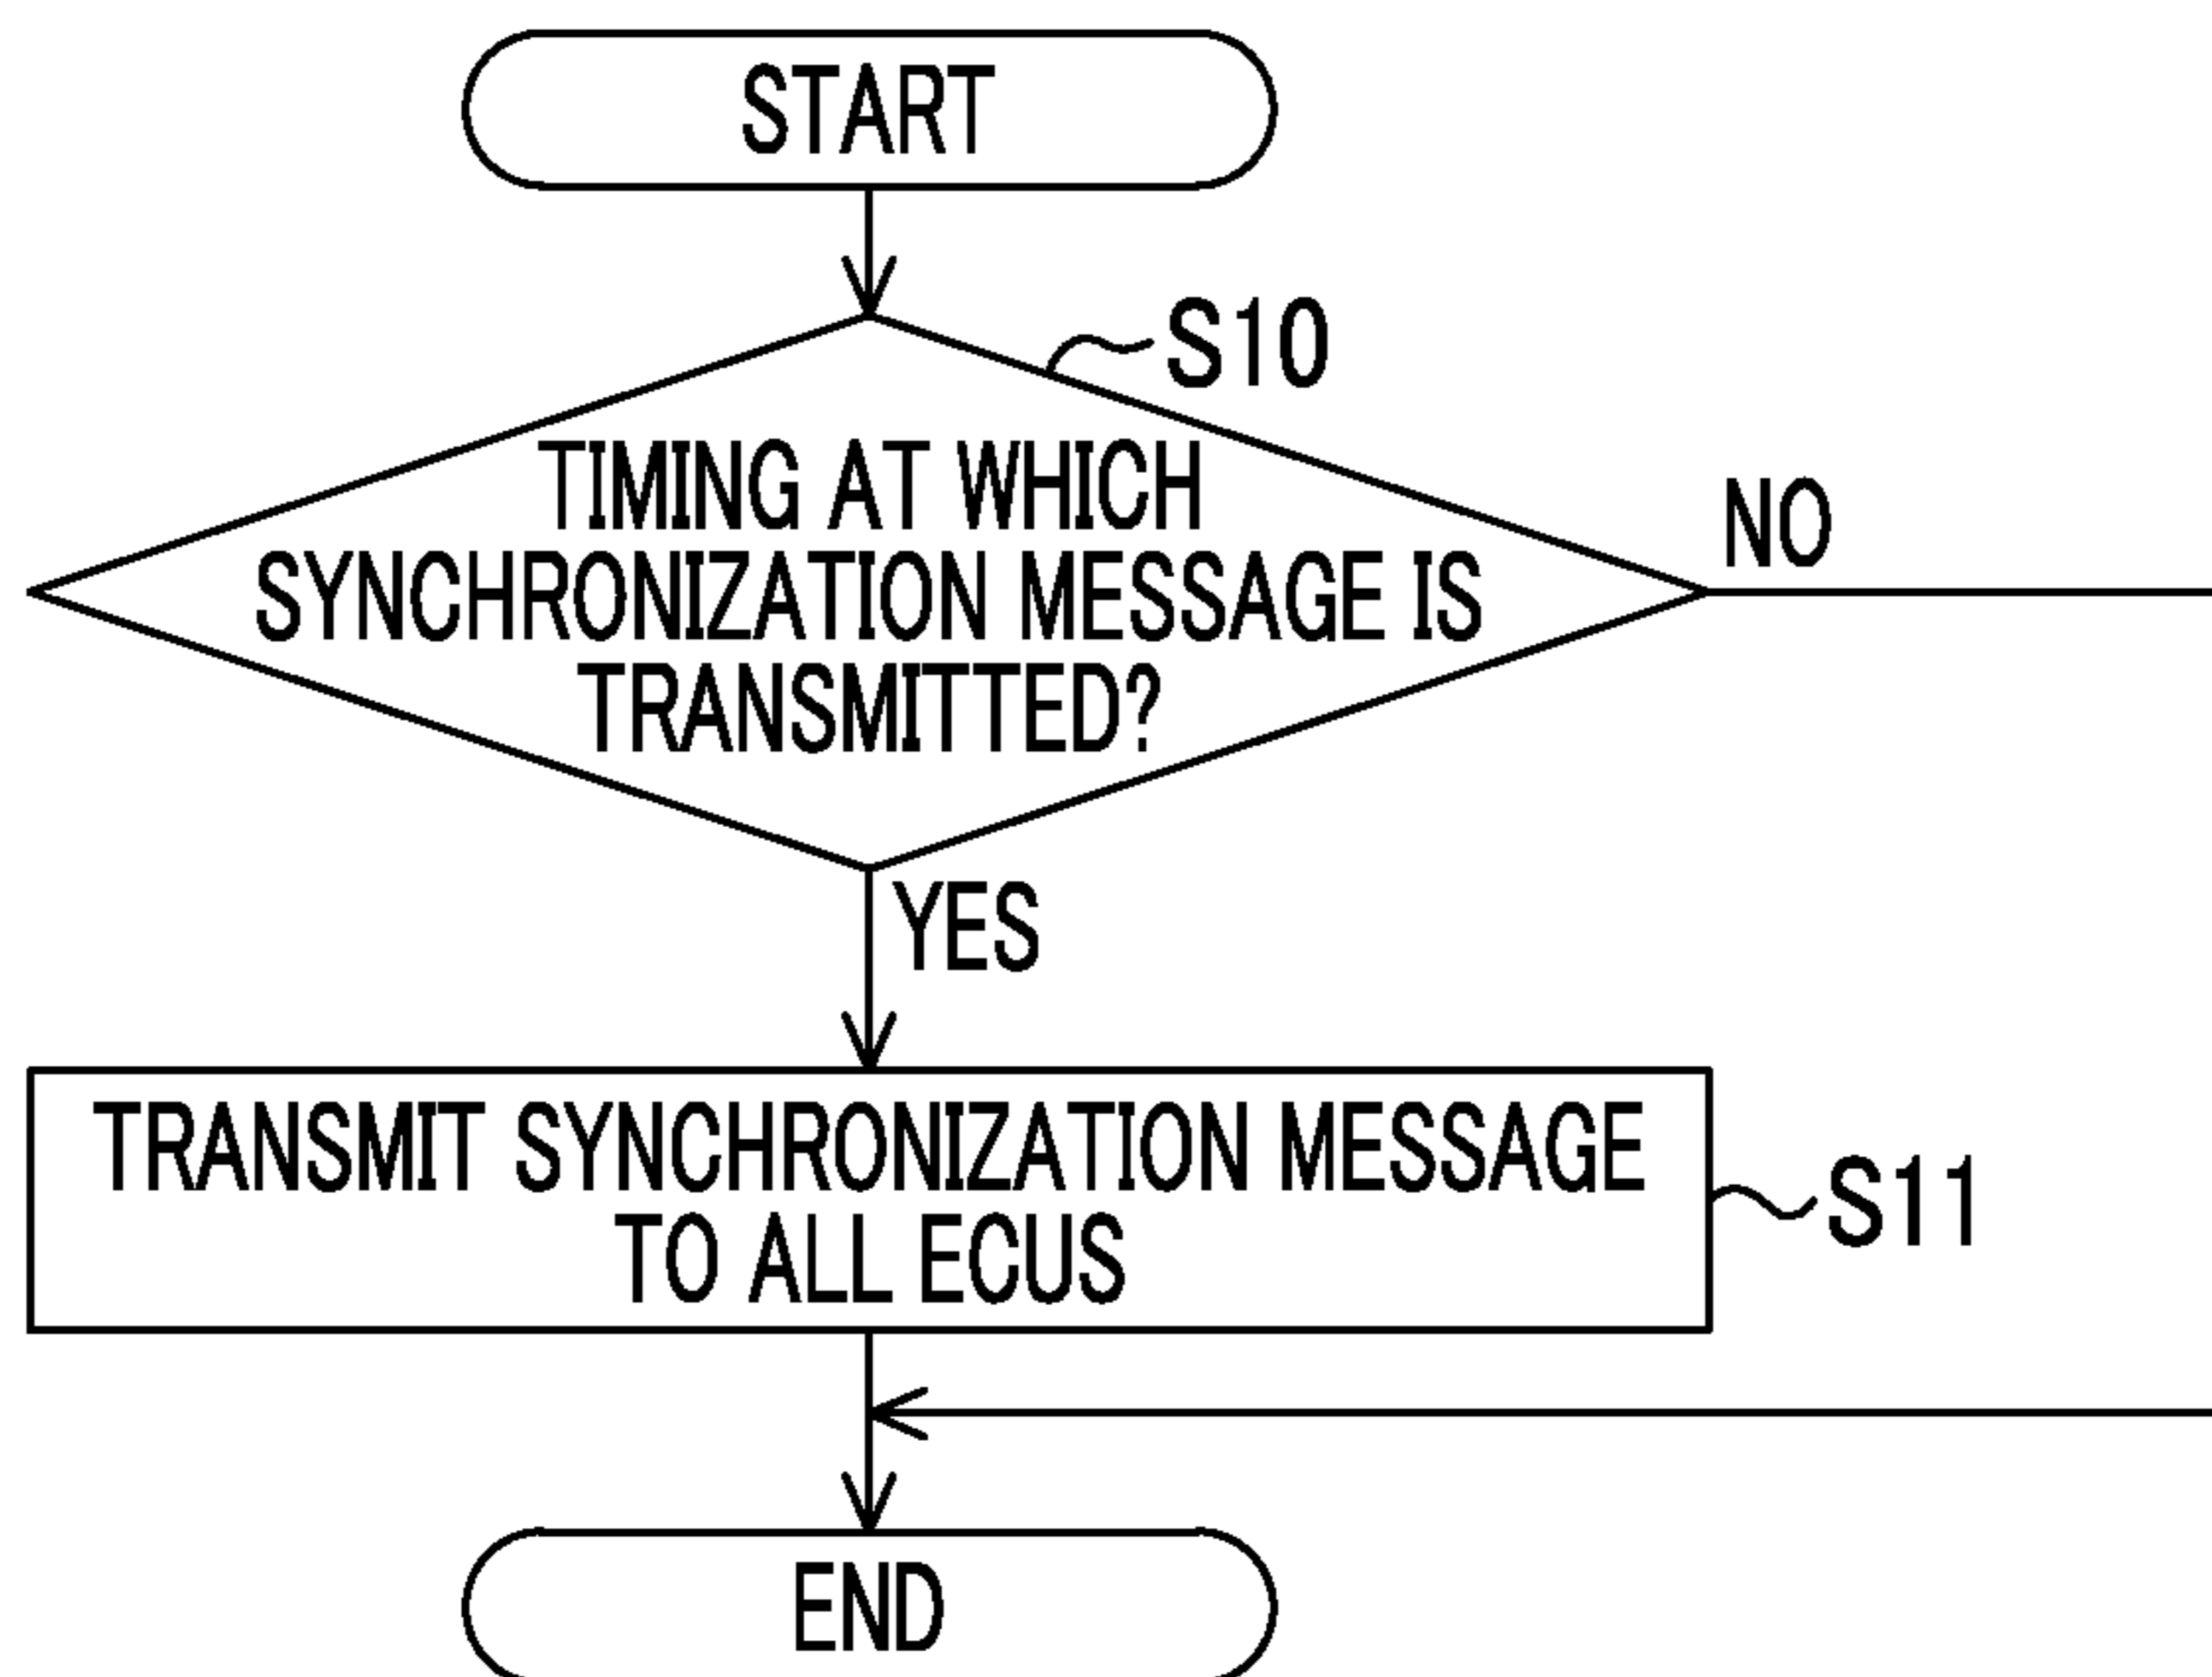 START
S10
TIMING AT WHICH
SYNCHRONIZATION MESSAGE IS
TRANSMITTED?
NO
YES
TRANSMIT SYNCHRONIZATION MESSAGE
TO ALL ECUS
S11
END